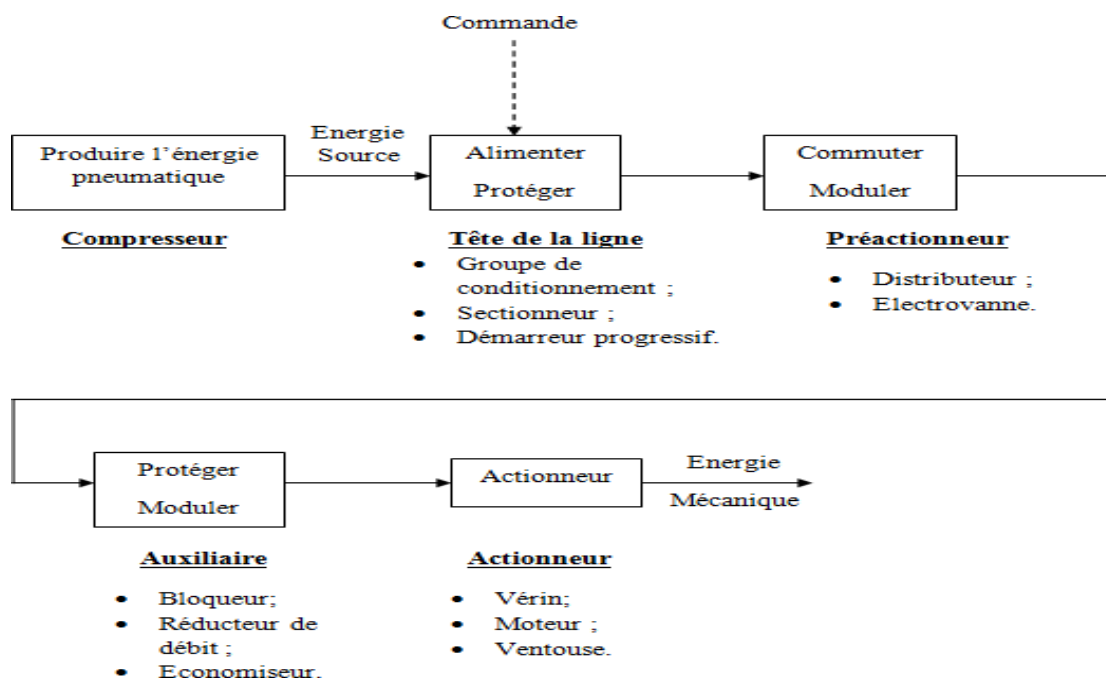 Commande
Produire l'énergie
pneumatique
Energie
Source
Alimenter
Protéger
Commuter
Moduler
Compresseur
Tête de la ligne
• Groupe de
conditionnement ;
• Sectionneur ;
• Démarreur progressif.
Préactionneur
• Distributeur ;
• Electrovanne.
Protéger
Moduler
Actionneur
Energie
Mécanique
Auxiliaire
• Bloqueur;
• Réducteur de
débit ;
• Economiseur.
Actionneur
• Vérin;
• Moteur ;
• Ventouse.